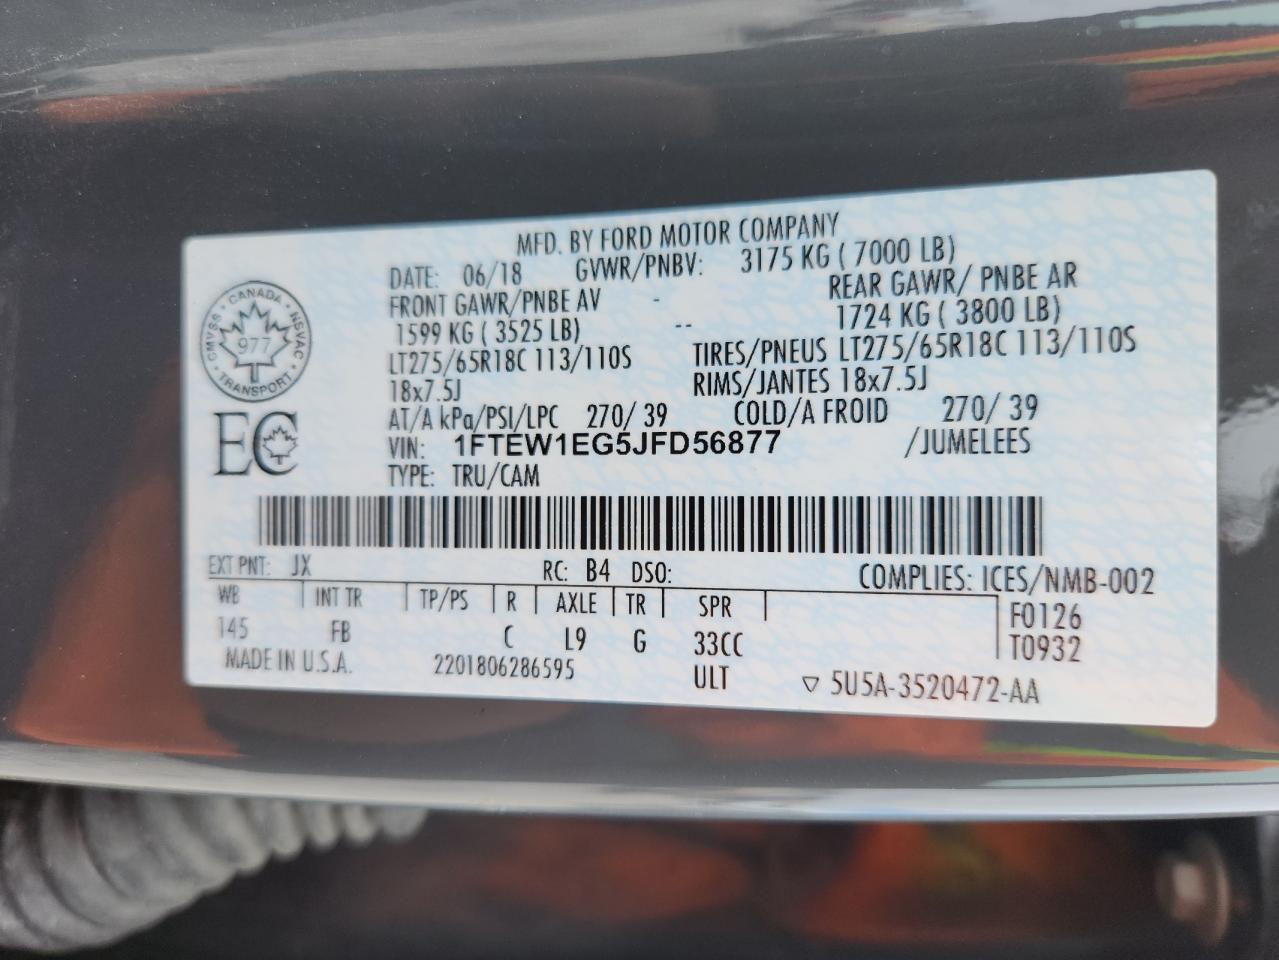 MFD. BY FORD MOTOR COMPANY
DATE: 06/18 GVWR/PNBV: 3175 KG ( 7000 LB)
FRONT GAWR/PNBE AV - REAR GAWR/ PNBE AR
1599 KG ( 3525 LB) -- 1724 KG ( 3800 LB)
LT275/65R18C 113/110S TIRES/PNEUS LT275/65R18C 113/110S
18x7.5J RIMS/JANTES 18x7.5J
AT/A kPa/PSI/LPC 270/ 39 COLD/A FROID 270/ 39
VIN: 1FTEW1EG5JFD56877 /JUMELEES
TYPE: TRU/CAM
CANADA
CMVSS NSVAC
977
TRANSPORT
EC
EXT PNT: JX RC: B4 DSO: COMPLIES: ICES/NMB-002
WB INT TR TP/PS R AXLE TR SPR F0126
145 FB C L9 G 33CC T0932
MADE IN U.S.A. 2201806286595 ULT ▽ 5U5A-3520472-AA